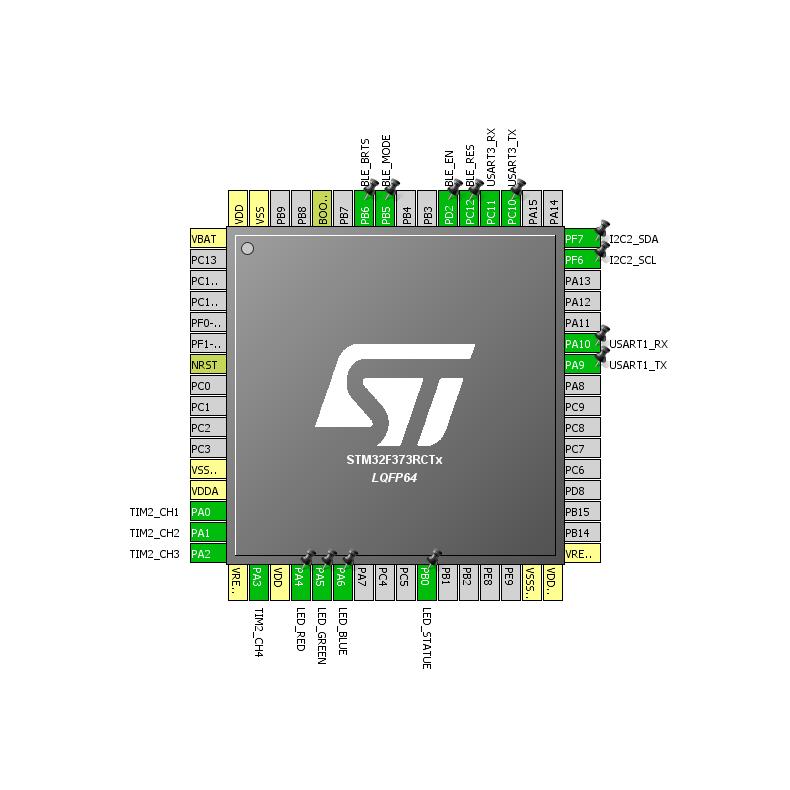 BLE_BRTS
BLE_MODE
BLE_EN
BLE_RES
USART3_RX
USART3_TX
VDD
VSS
PB9
PB8
BOO..
PB7
PB6
PB5
PB4
PB3
PD2
PC12
PC11
PC10
PA15
PA14
VBAT
PC13
PC1..
PC1..
PF0-..
PF1-..
NRST
PC0
PC1
PC2
PC3
VSS..
VDDA
TIM2_CH1 PA0
TIM2_CH2 PA1
TIM2_CH3 PA2
ST
STM32F373RCTx
LQFP64
PF7 I2C2_SDA
PF6 I2C2_SCL
PA13
PA12
PA11
PA10 USART1_RX
PA9 USART1_TX
PA8
PC9
PC8
PC7
PC6
PD8
PB15
PB14
VRE..
VRE..
PA3
VDD
PA4
PA5
PA6
PA7
PC4
PC5
PB0
PB1
PB2
PE8
PE9
VSSS..
VDD..
TIM2_CH4
LED_RED
LED_GREEN
LED_BLUE
LED_STATUE